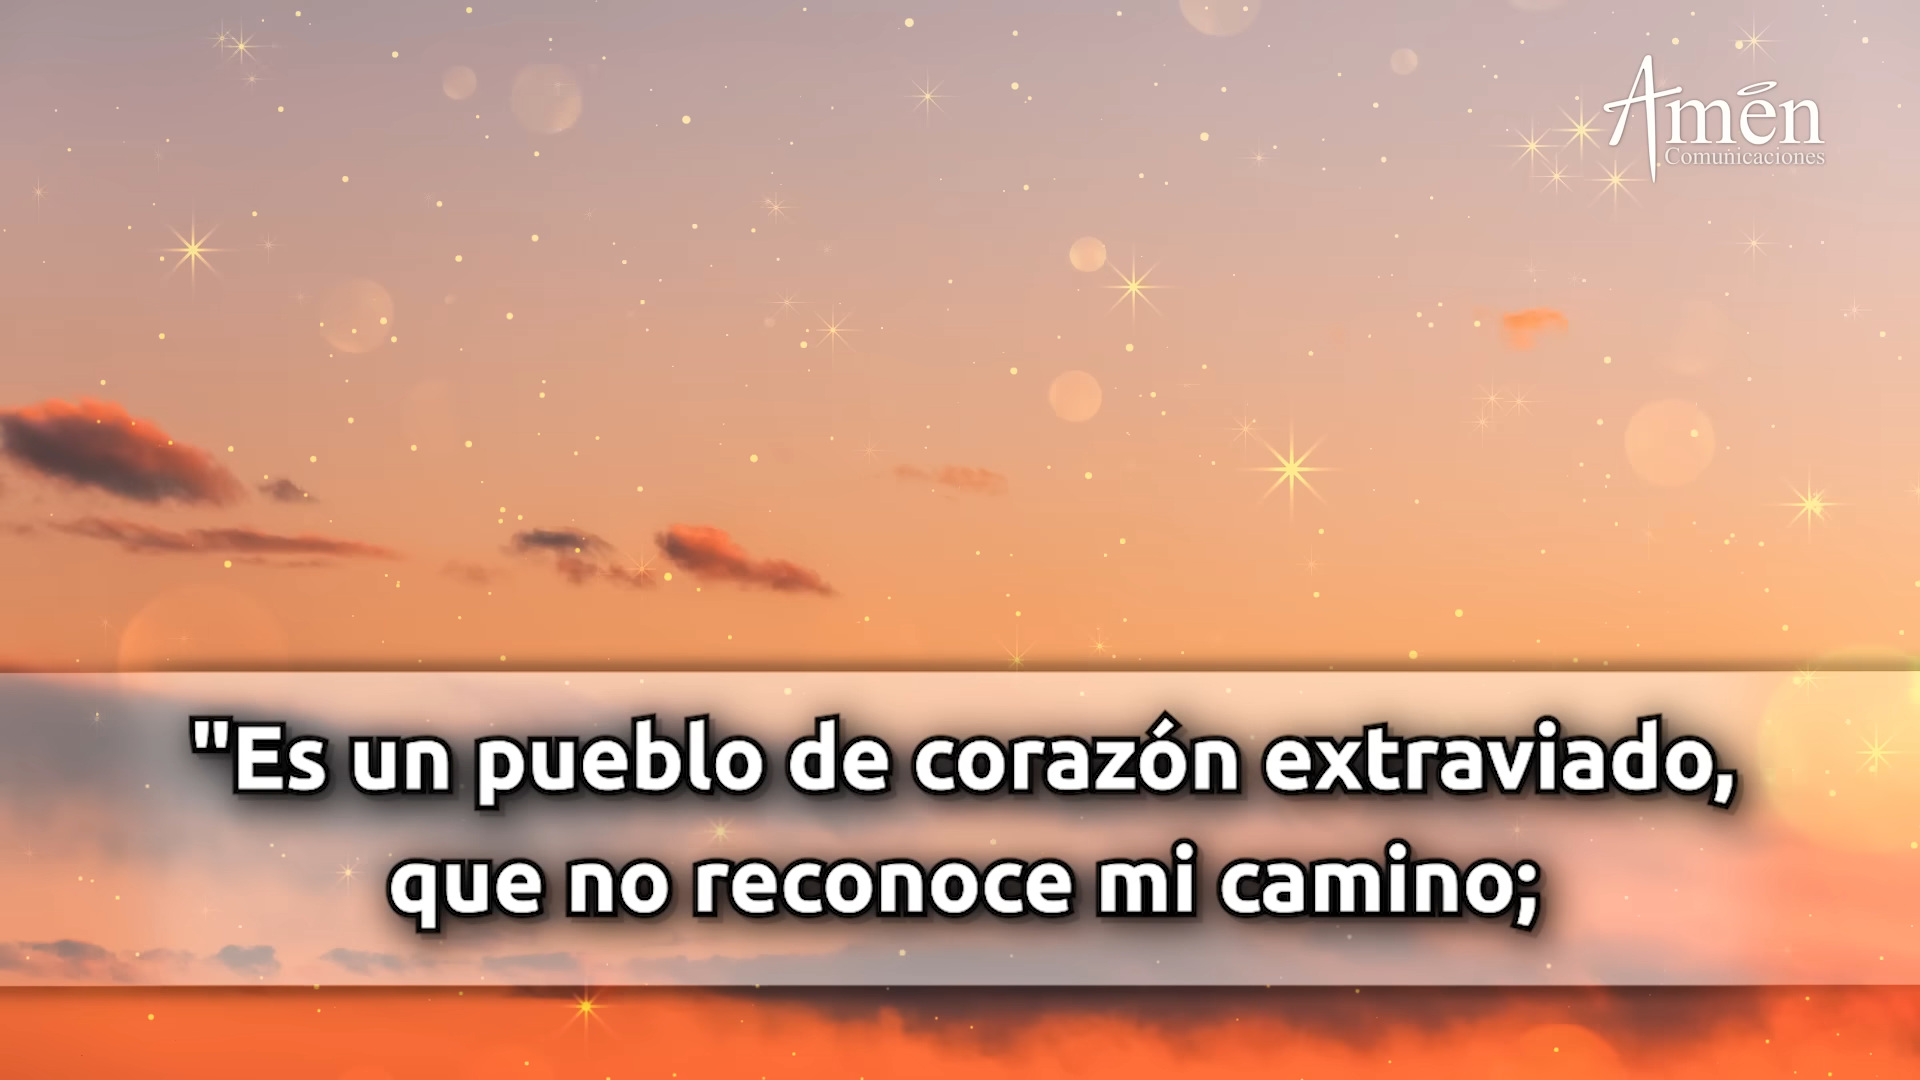 Amén
Comunicaciones
"Es un pueblo de corazón extraviado,
que no reconoce mi camino;